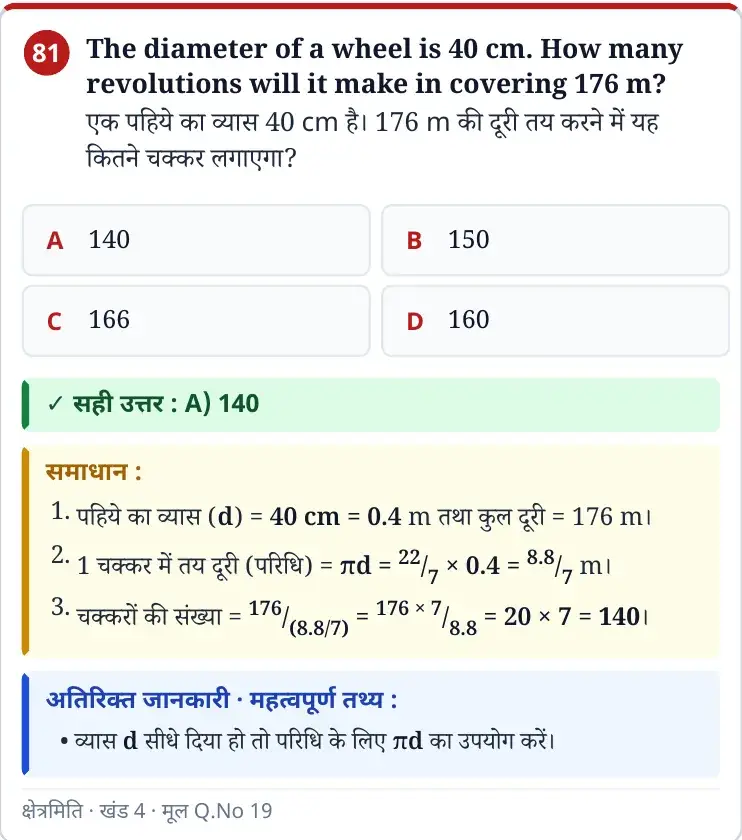 81 The diameter of a wheel is 40 cm. How many
revolutions will it make in covering 176 m?
एक पहिये का व्यास 40 cm है। 176 m की दूरी तय करने में यह
कितने चक्कर लगाएगा?
A 140
B 150
C 166
D 160
✓ सही उत्तर : A) 140
समाधान :
1. पहिये का व्यास (d) = 40 cm = 0.4 m तथा कुल दूरी = 176 m।
2. 1 चक्कर में तय दूरी (परिधि) = πd = 22/7 × 0.4 = 8.8/7 m।
3. चक्करों की संख्या = 176/(8.8/7) = 176 × 7/8.8 = 20 × 7 = 140।
अतिरिक्त जानकारी · महत्वपूर्ण तथ्य :
• व्यास d सीधे दिया हो तो परिधि के लिए πd का उपयोग करें।
क्षेत्रमिति · खंड 4 · मूल Q.No 19